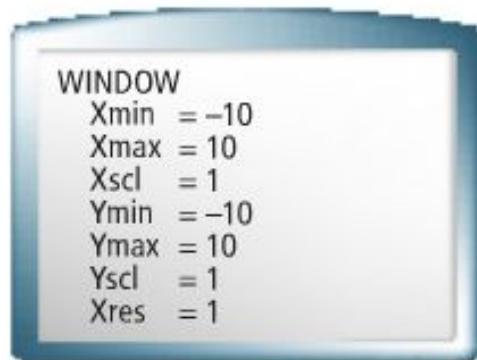 WINDOW
Xmin = –10
Xmax = 10
Xscl = 1
Ymin = –10
Ymax = 10
Yscl = 1
Xres = 1